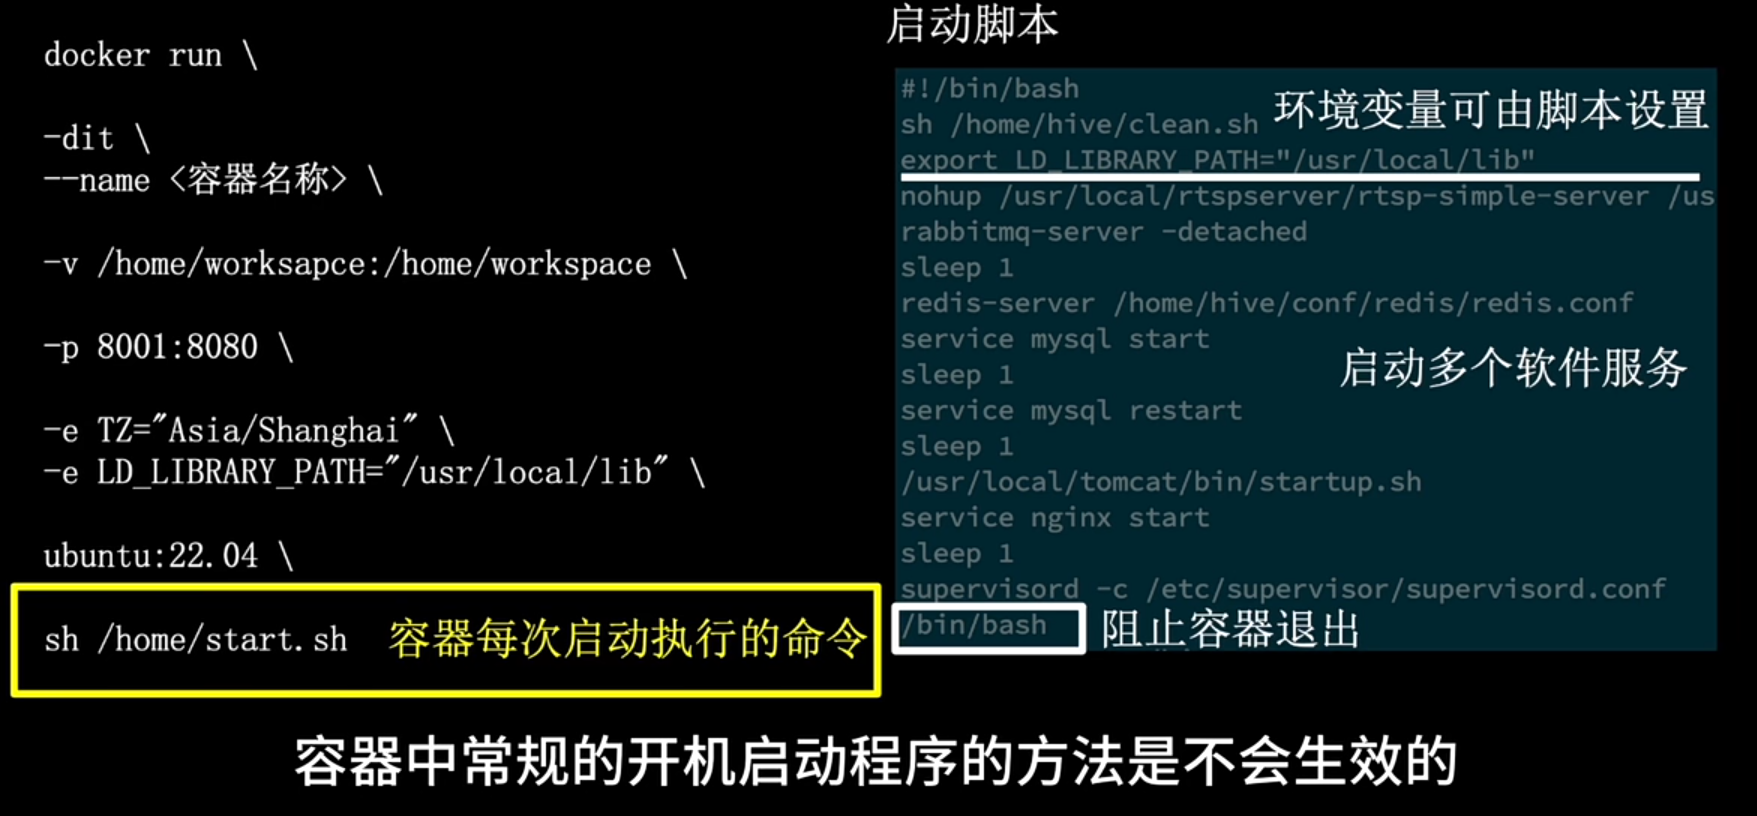 docker run \
-dit \
--name <容器名称> \
-v /home/worksapce:/home/workspace \
-p 8001:8080 \
-e TZ="Asia/Shanghai" \
-e LD_LIBRARY_PATH="/usr/local/lib" \
ubuntu:22.04 \
sh /home/start.sh 容器每次启动执行的命令
启动脚本
#!/bin/bash
sh /home/hive/clean.sh
环境变量可由脚本设置
export LD_LIBRARY_PATH="/usr/local/lib"
nohup /usr/local/rtspserver/rtsp-simple-server /us
rabbitmq-server -detached
sleep 1
redis-server /home/hive/conf/redis/redis.conf
service mysql start
启动多个软件服务
sleep 1
service mysql restart
sleep 1
/usr/local/tomcat/bin/startup.sh
service nginx start
sleep 1
supervisord -c /etc/supervisor/supervisord.conf
/bin/bash 阻止容器退出
容器中常规的开机启动程序的方法是不会生效的